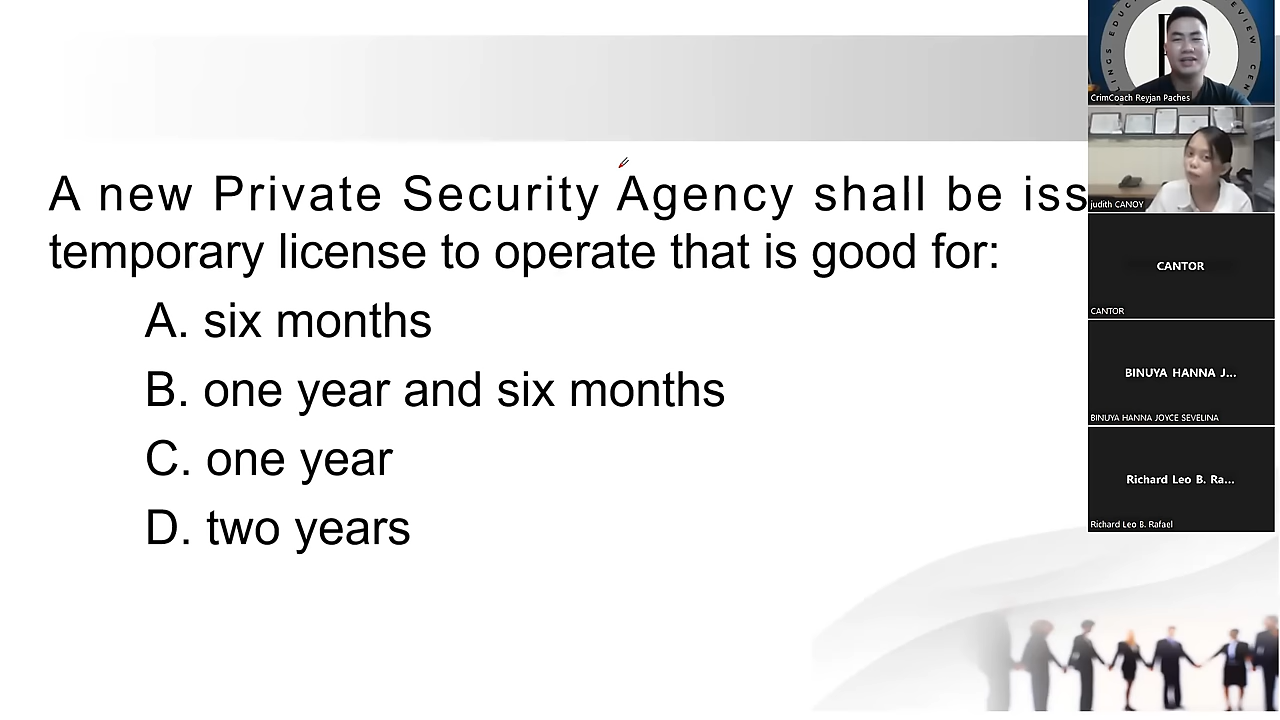 A new Private Security Agency shall be iss
temporary license to operate that is good for:
A. six months
B. one year and six months
C. one year
D. two years
CrimCoach Reyjan Paches
judith CANOY
CANTOR
CANTOR
BINUYA HANNA J...
BINUYA HANNA JOYCE SEVELINA
Richard Leo B. Ra...
Richard Leo B. Rafael